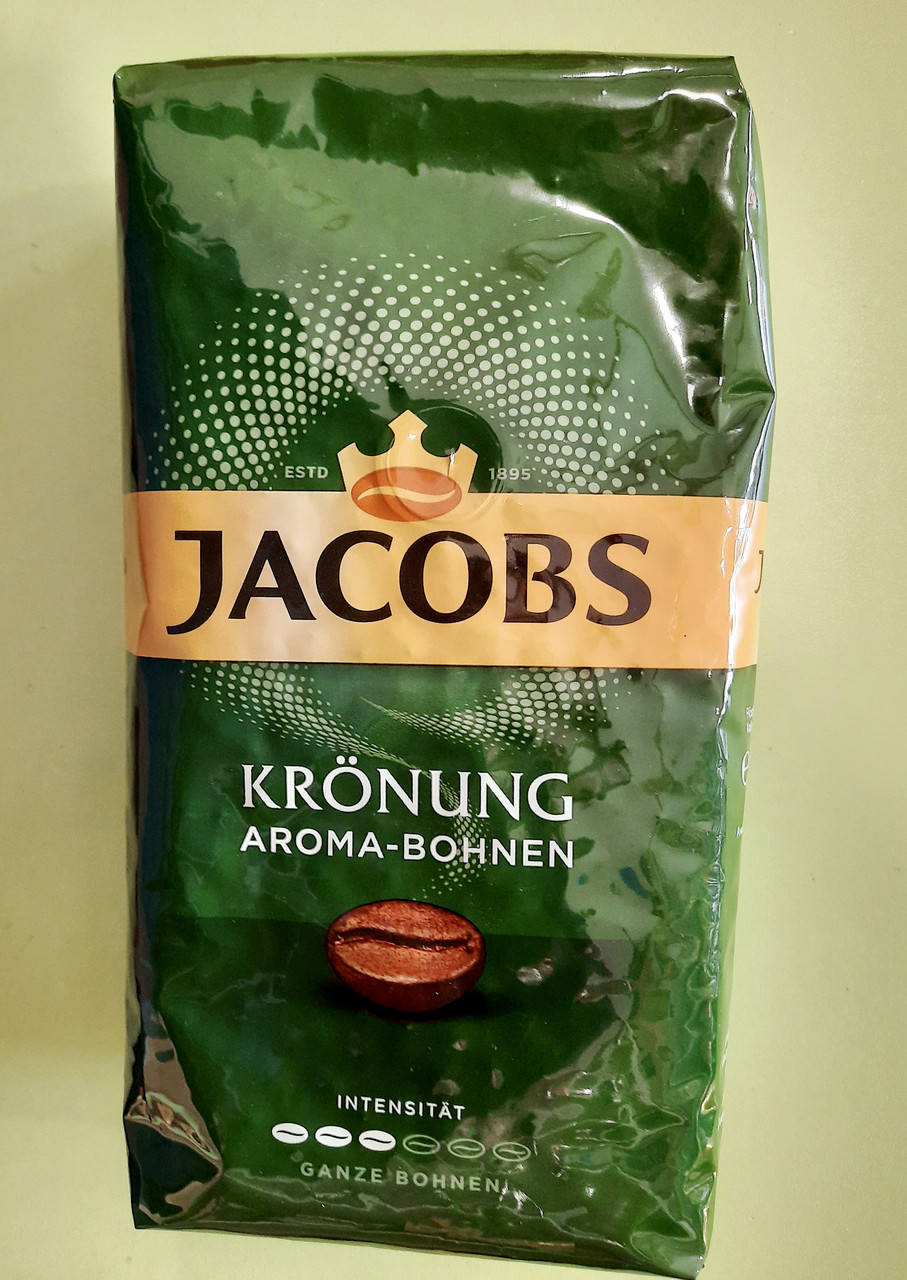 ESTD 1895
JACOBS
KRÖNUNG
AROMA-BOHNEN
INTENSITÄT
GANZE BOHNEN